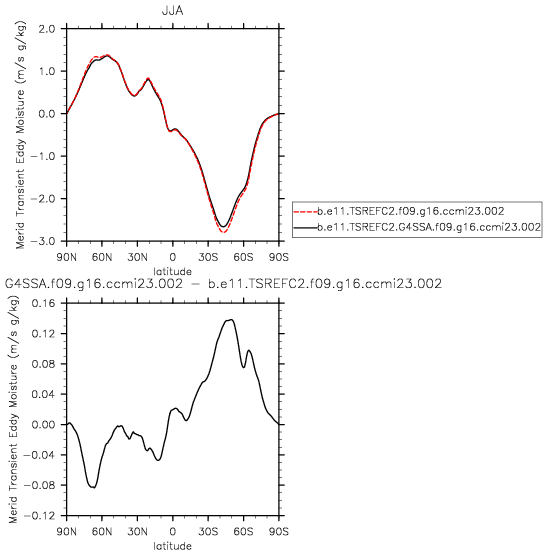 JJA
Merid Transient Eddy Moisture (m/s g/kg)
2.0
1.0
0.0
-1.0
-2.0
-3.0
90N 60N 30N 0 30S 60S 90S
latitude
b.e11.TSREFC2.f09.g16.ccmi23.002
b.e11.TSREFC2.G4SSA.f09.g16.ccmi23.002
G4SSA.f09.g16.ccmi23.002 - b.e11.TSREFC2.f09.g16.ccmi23.002
Merid Transient Eddy Moisture (m/s g/kg)
0.16
0.12
0.08
0.04
0.00
-0.04
-0.08
-0.12
90N 60N 30N 0 30S 60S 90S
latitude